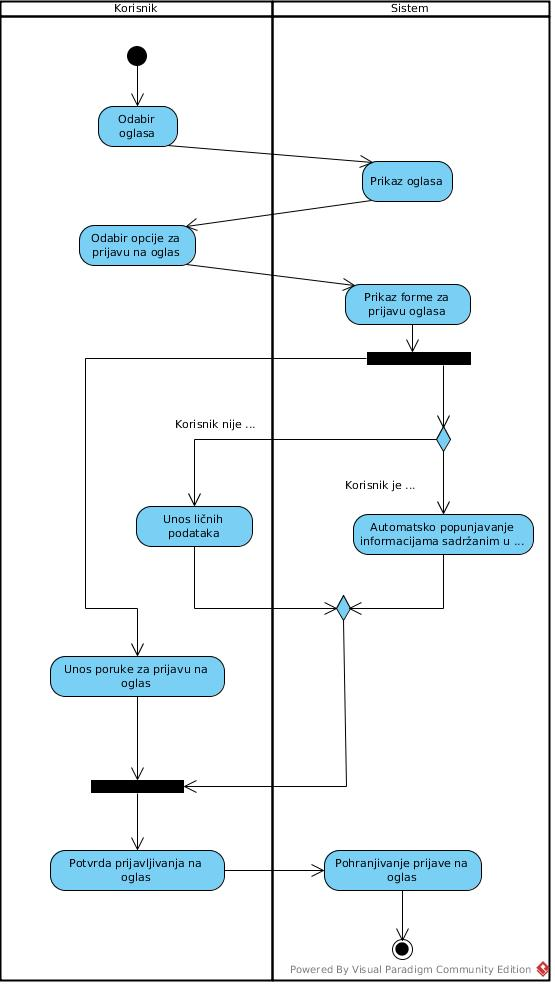 Korisnik
Sistem
Odabir
oglasa
Prikaz oglasa
Odabir opcije za
prijavu na oglas
Prikaz forme za
prijavu oglasa
Korisnik nije ...
Korisnik je ...
Unos ličnih
podataka
Automatsko popunjavanje
informacijama sadržanim u ...
Unos poruke za prijavu na
oglas
Potvrda prijavljivanja na
oglas
Pohranjivanje prijave na
oglas
Powered By Visual Paradigm Community Edition